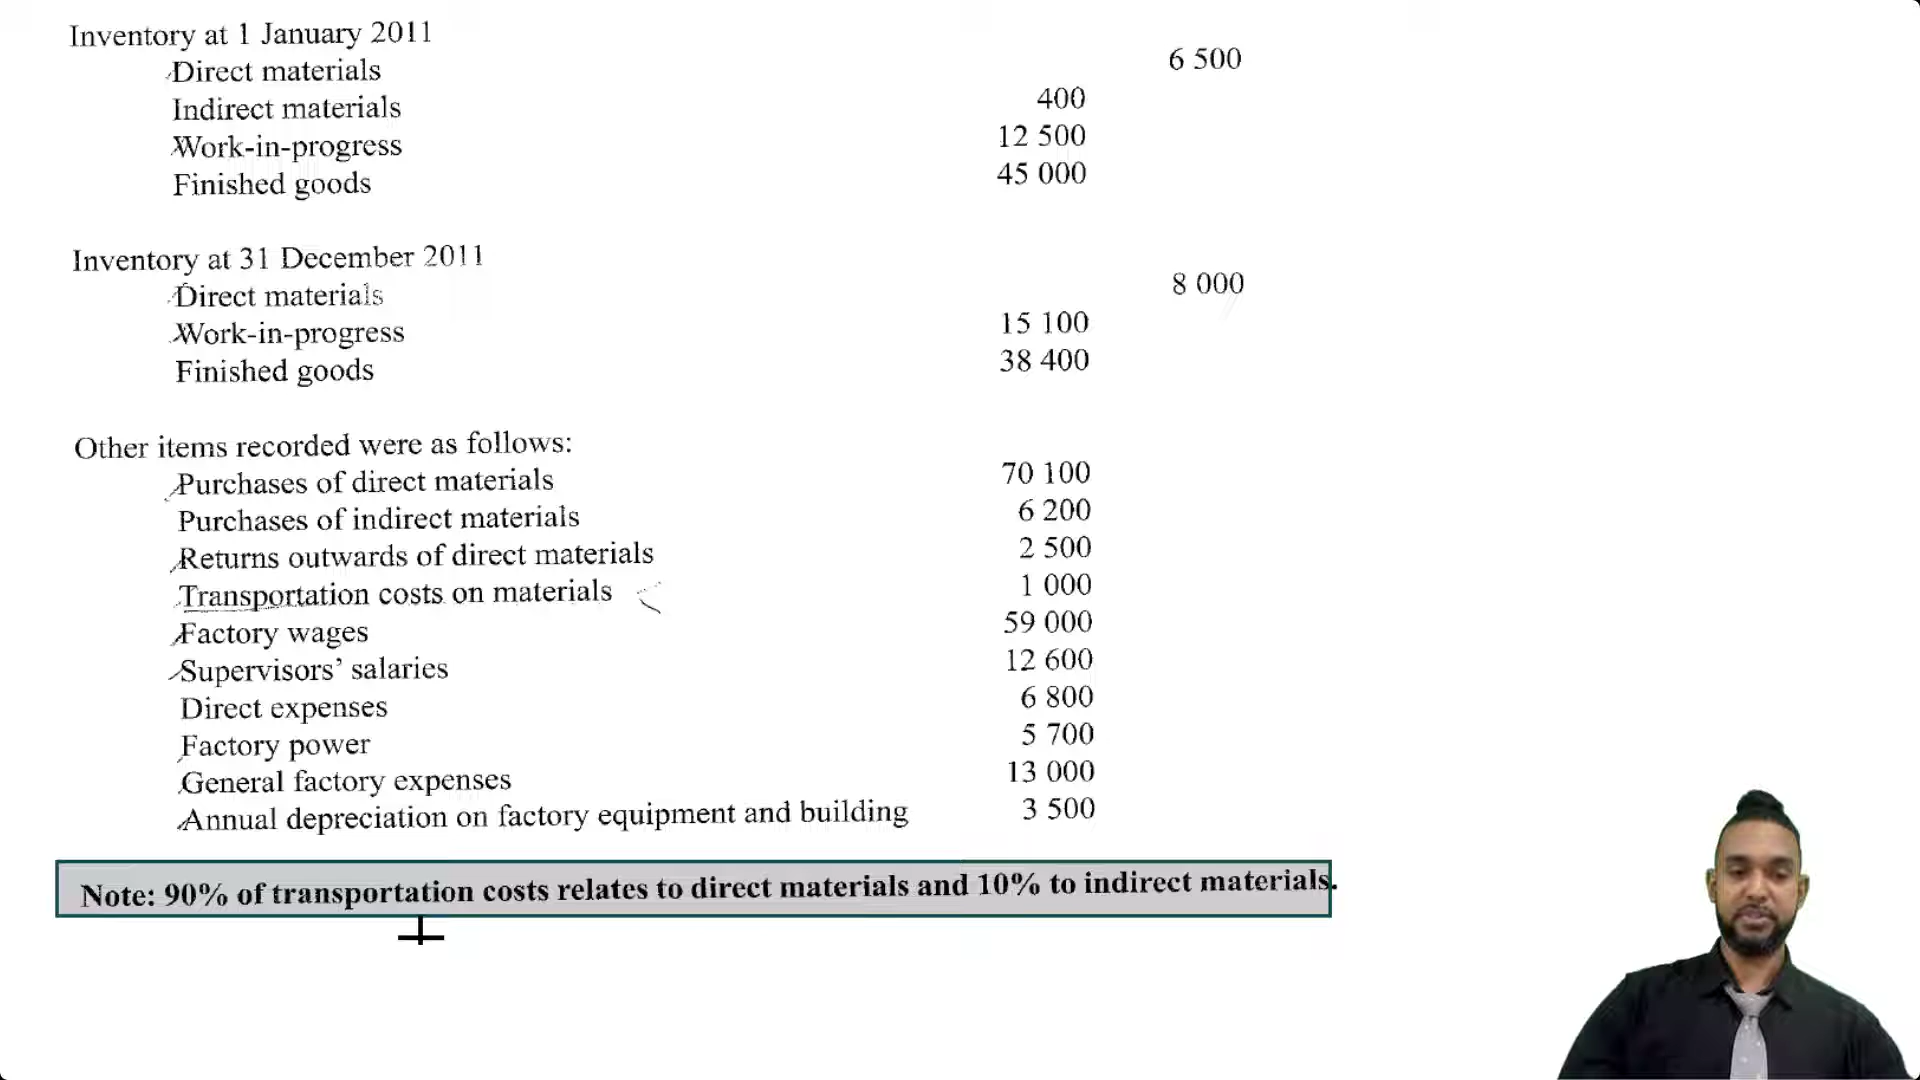 Inventory at 1 January 2011
Direct materials 6 500
Indirect materials 400
Work-in-progress 12 500
Finished goods 45 000
Inventory at 31 December 2011
Direct materials 8 000
Work-in-progress 15 100
Finished goods 38 400
Other items recorded were as follows:
Purchases of direct materials 70 100
Purchases of indirect materials 6 200
Returns outwards of direct materials 2 500
Transportation costs on materials 1 000
Factory wages 59 000
Supervisors’ salaries 12 600
Direct expenses 6 800
Factory power 5 700
General factory expenses 13 000
Annual depreciation on factory equipment and building 3 500
Note: 90% of transportation costs relates to direct materials and 10% to indirect materials.